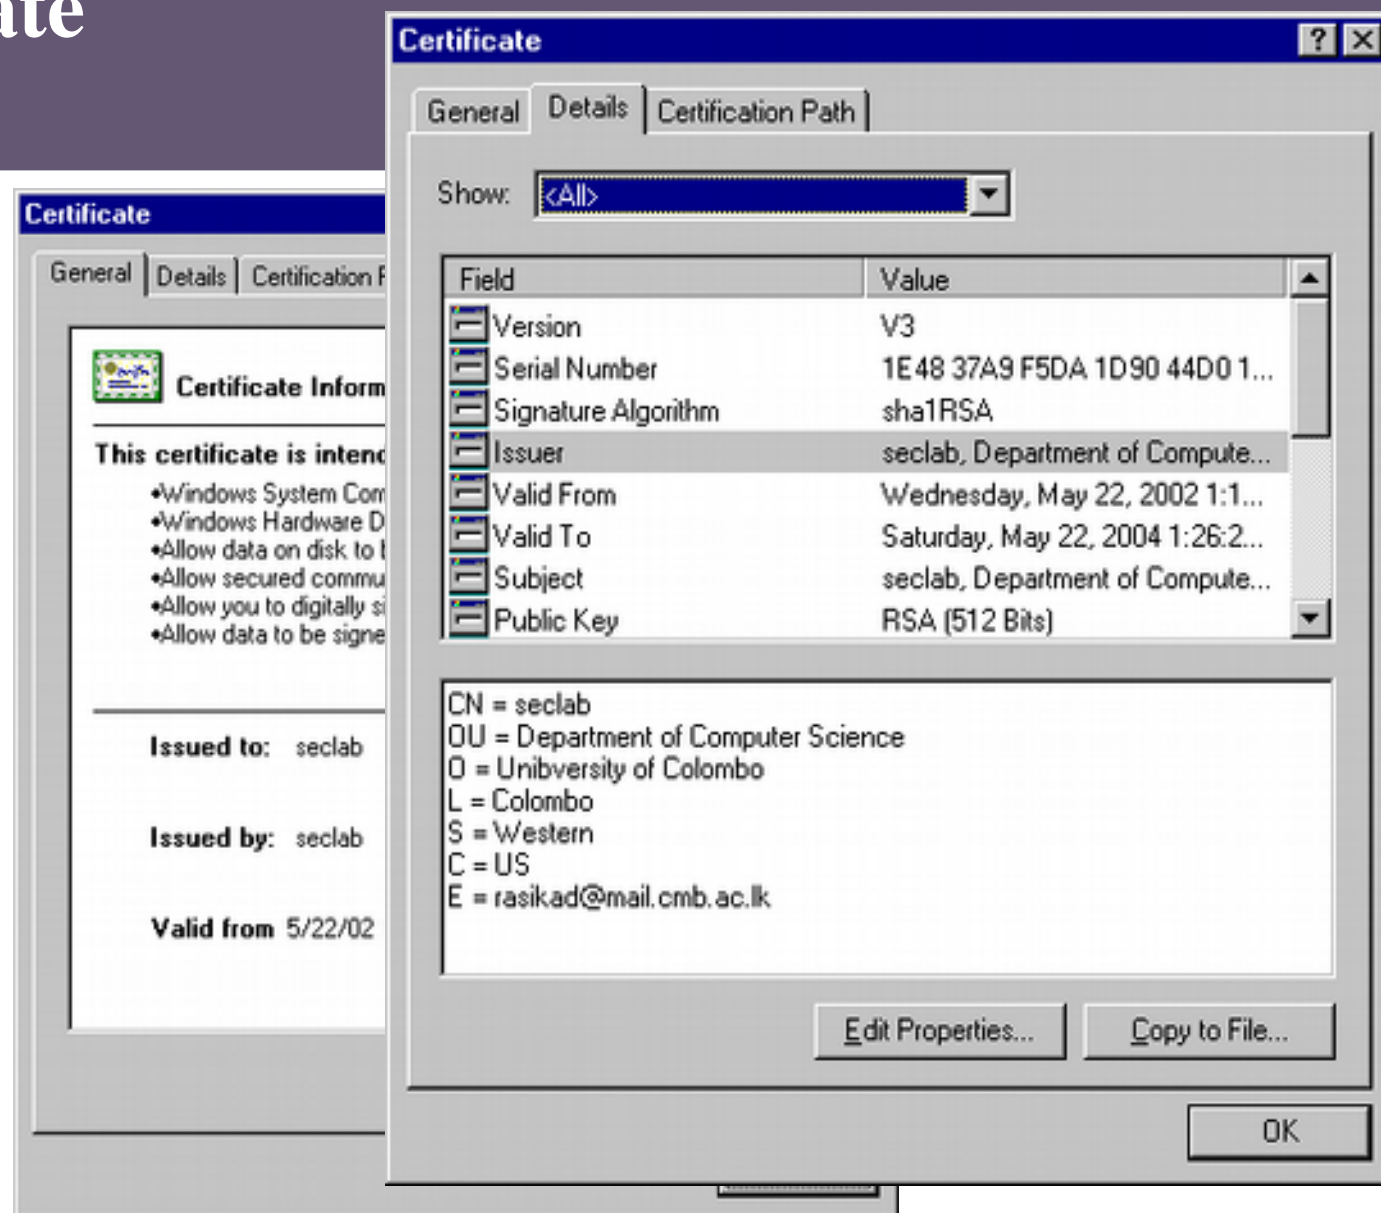 Certificate
General Details Certification Path
Show: <All>
Field Value
Version V3
Serial Number 1E48 37A9 F5DA 1D90 44D0 1...
Signature Algorithm sha1RSA
Issuer seclab, Department of Compute...
Valid From Wednesday, May 22, 2002 1:1...
Valid To Saturday, May 22, 2004 1:26:2...
Subject seclab, Department of Compute...
Public Key RSA (512 Bits)
CN = seclab
OU = Department of Computer Science
O = Unibversity of Colombo
L = Colombo
S = Western
C = US
E = rasikad@mail.cmb.ac.lk
Edit Properties... Copy to File...
OK
Certificate
General Details Certification
Certificate
This certificate is
•Windows System
•Windows Hardware
•Allow data on disk to
•Allow secured
•Allow you to digitally
•Allow data to be
Issued to: seclab
Issued by: seclab
Valid from 5/22/02